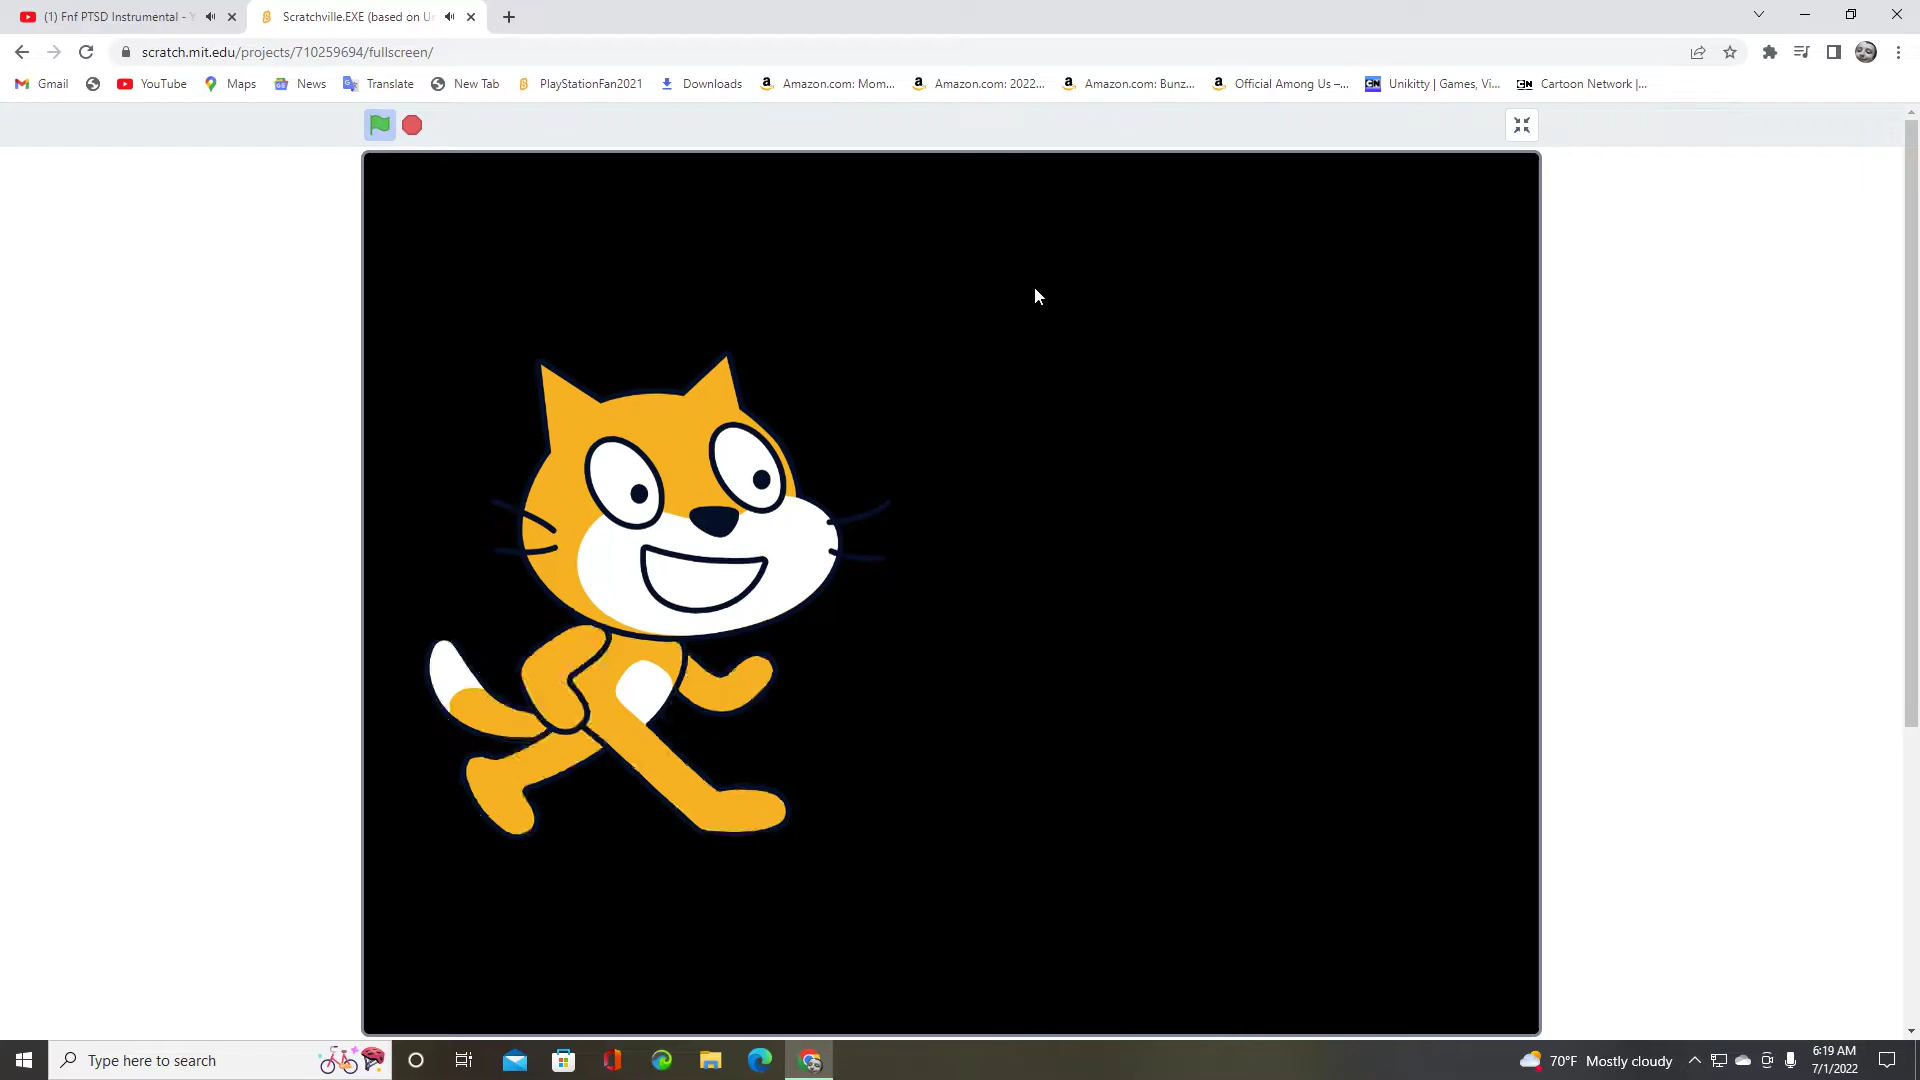 (1) Fnf PTSD Instrumental - Y
Scratchville.EXE (based on Un
scratch.mit.edu/projects/710259694/fullscreen/
Gmail
YouTube
Maps
News
Translate
New Tab
PlayStationFan2021
Downloads
Amazon.com: Mom...
Amazon.com: 2022...
Amazon.com: Bunz...
Official Among Us –...
Unikitty | Games, Vi...
Cartoon Network |...
Type here to search
70°F Mostly cloudy
6:19 AM
7/1/2022